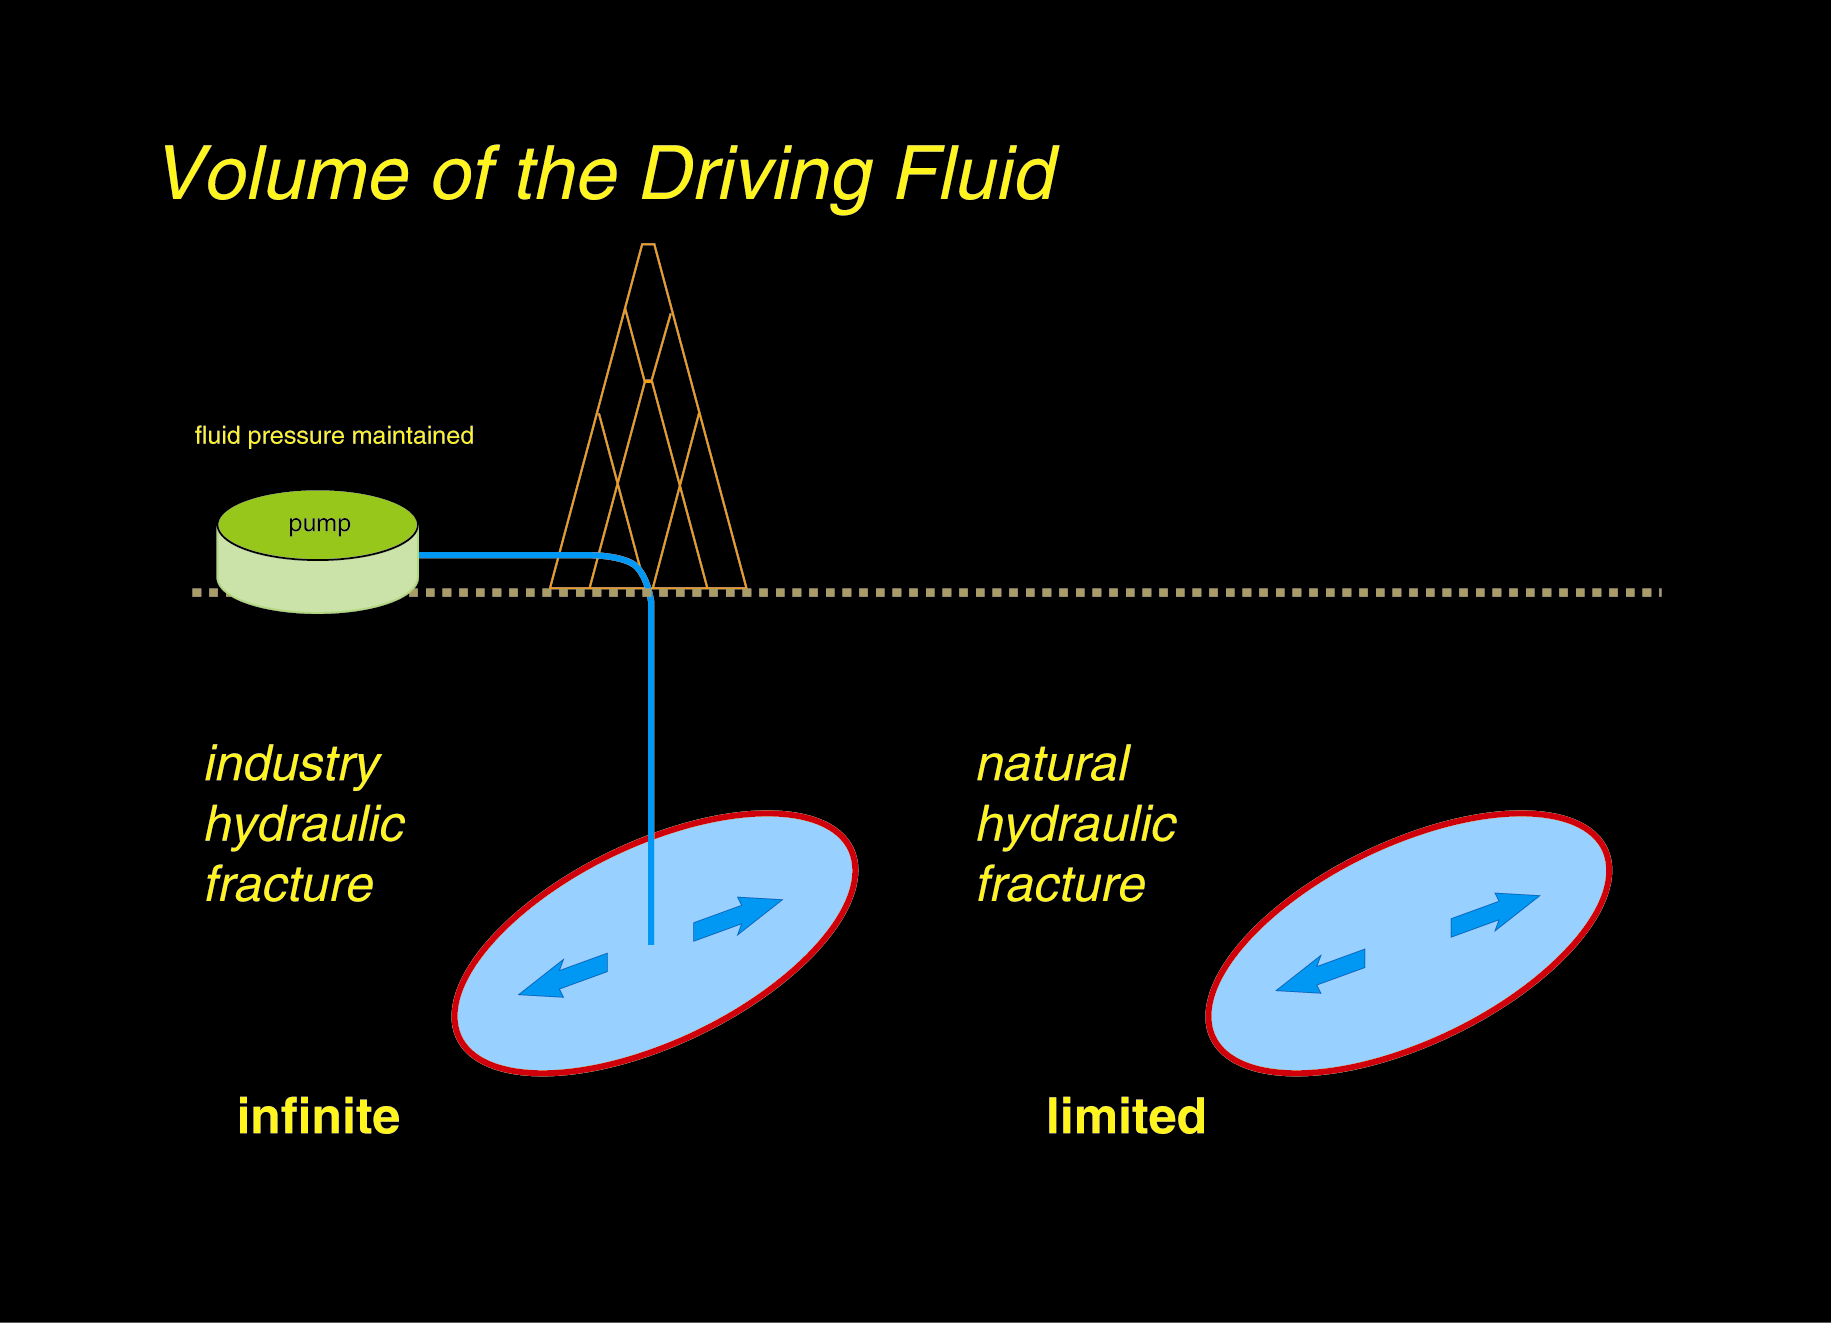 Volume of the Driving Fluid
fluid pressure maintained
pump
industry
hydraulic
fracture
natural
hydraulic
fracture
infinite
limited